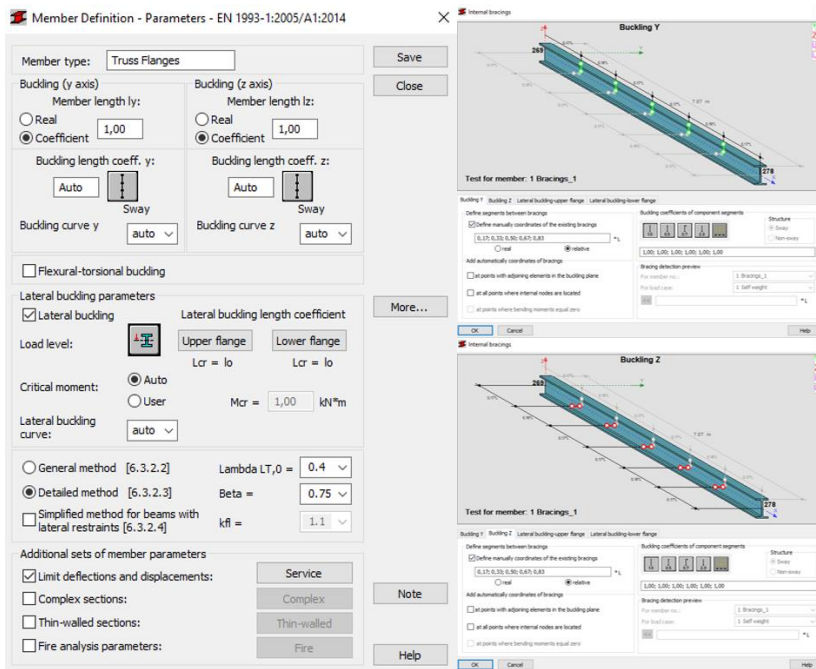 Member Definition - Parameters - EN 1993-1:2005/A1:2014
Member type: Truss Flanges
Save
Close
Buckling (y axis)
Member length ly:
Real
Coefficient 1,00
Buckling length coeff. y:
Auto
Sway
Buckling curve y auto
Buckling (z axis)
Member length lz:
Real
Coefficient 1,00
Buckling length coeff. z:
Auto
Sway
Buckling curve z auto
Flexural-torsional buckling
Lateral buckling parameters
Lateral buckling
Lateral buckling length coefficient
Load level:
Upper flange
Lower flange
Lcr = lo
Lcr = lo
Critical moment:
Auto
User
Mcr = 1,00 kN*m
Lateral buckling
curve: auto
More...
General method [6.3.2.2]
Lambda LT,0 = 0.4
Detailed method [6.3.2.3]
Beta = 0.75
Simplified method for beams with
lateral restraints [6.3.2.4]
kfl = 1.1
Additional sets of member parameters
Limit deflections and displacements: Service
Complex sections: Complex
Thin-walled sections: Thin-walled
Fire analysis parameters: Fire
Note
Help
Internal bracings
Buckling Y
269
7.07 m
278
Test for member: 1 Bracings_1
Buckling Y
Buckling Z
Lateral buckling-upper flange
Lateral buckling-lower flange
Define segments between bracings
Define manually coordinates of the existing bracings
0,17; 0,33; 0,50; 0,67; 0,83 *L
real
relative
Add automatically coordinates of bracings
at points with adjoining elements in the buckling plane
at all points where internal nodes are located
at points where bending moments equal zero
Buckling coefficients of component segments
1,00; 1,00; 1,00; 1,00; 1,00; 1,00
Structure
Sway
Non-sway
Bracing detection preview
For member no.: 1 Bracings_1
For load case: 1 Self weight
<< *L
OK
Cancel
Help
Internal bracings
Buckling Z
269
7.07 m
278
Test for member: 1 Bracings_1
Buckling Y
Buckling Z
Lateral buckling-upper flange
Lateral buckling-lower flange
Define segments between bracings
Define manually coordinates of the existing bracings
0,17; 0,33; 0,50; 0,67; 0,83 *L
real
relative
Add automatically coordinates of bracings
at points with adjoining elements in the buckling plane
at all points where internal nodes are located
at points where bending moments equal zero
Buckling coefficients of component segments
1,00; 1,00; 1,00; 1,00; 1,00; 1,00
Structure
Sway
Non-sway
Bracing detection preview
For member no.: 1 Bracings_1
For load case: 1 Self weight
<< *L
OK
Cancel
Help